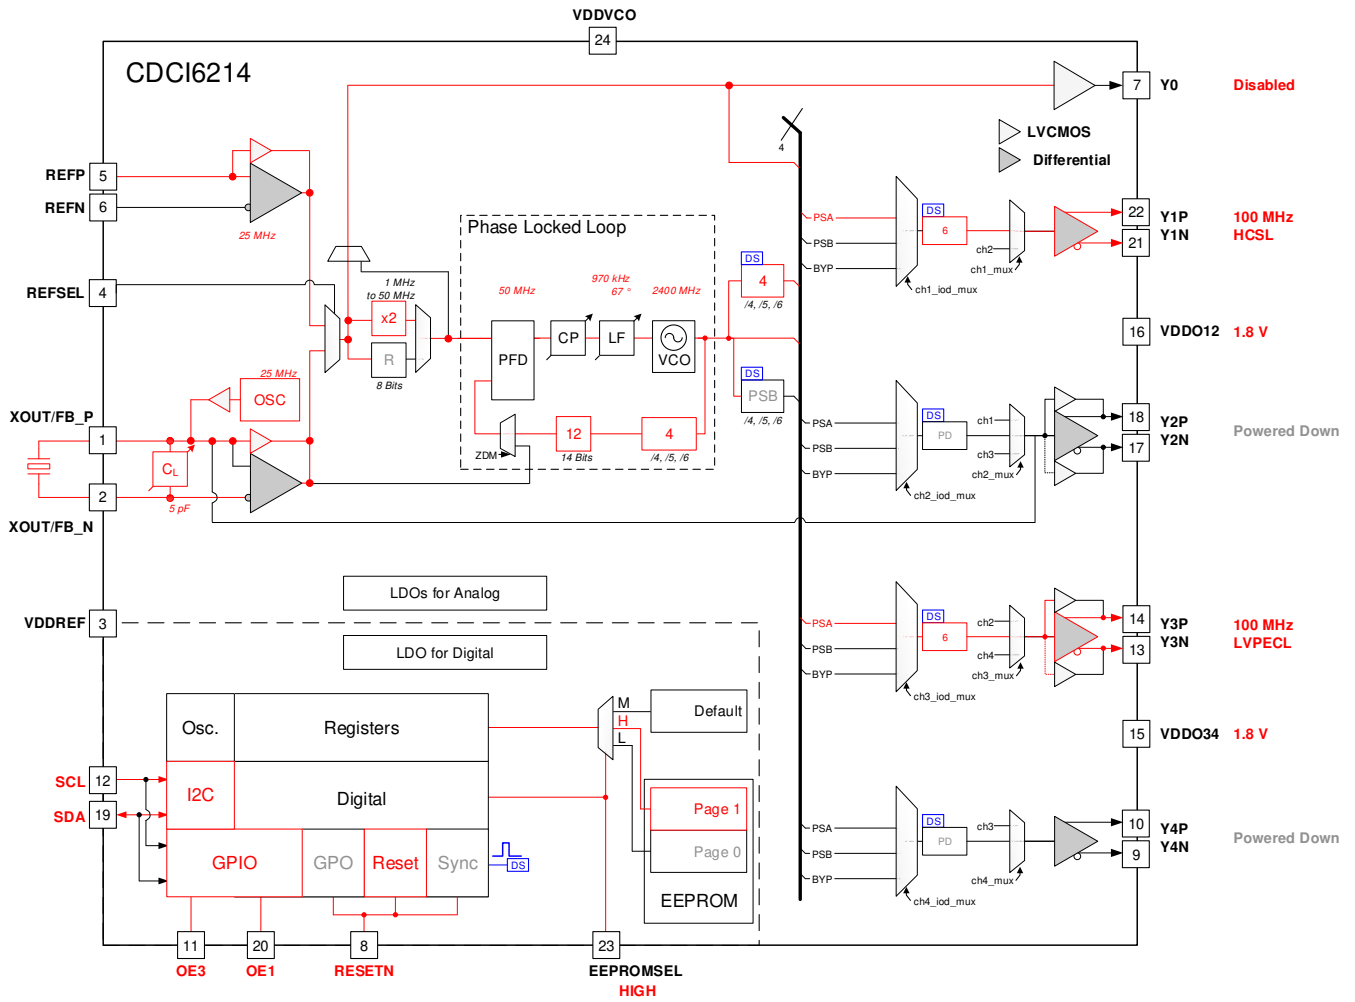 VDDVCO
24
CDCI6214
7
Y0
Disabled
4
LVCMOS
Differential
REFP
5
REFN
6
25 MHz
Phase Locked Loop
REFSEL
4
1 MHz
to 50 MHz
x2
R
8 Bits
50 MHz
970 kHz
67 °
2400 MHz
PFD
CP
LF
VCO
DS
4
/4, /5, /6
DS
PSB
/4, /5, /6
ZDM
12
14 Bits
4
/4, /5, /6
PSA
PSB
BYP
ch1_iod_mux
DS
6
ch2
ch1_mux
22
21
Y1P
Y1N
100 MHz
HCSL
16
VDDO12
1.8 V
25 MHz
OSC
XOUT/FB_P
1
CL
5 pF
2
XOUT/FB_N
PSA
PSB
BYP
ch2_iod_mux
DS
PD
ch1
ch3
ch2_mux
18
17
Y2P
Y2N
Powered Down
LDOs for Analog
VDDREF
3
LDO for Digital
PSA
PSB
BYP
ch3_iod_mux
DS
6
ch2
ch4
ch3_mux
14
13
Y3P
Y3N
100 MHz
LVPECL
15
VDDO34
1.8 V
Osc.
Registers
M
H
L
Default
SCL
12
SDA
19
I2C
Digital
Page 1
Page 0
EEPROM
GPIO
GPO
Reset
Sync
DS
PSA
PSB
BYP
ch4_iod_mux
DS
PD
ch3
ch4_mux
10
9
Y4P
Y4N
Powered Down
11
20
8
23
OE3
OE1
RESETN
EEPROMSEL
HIGH